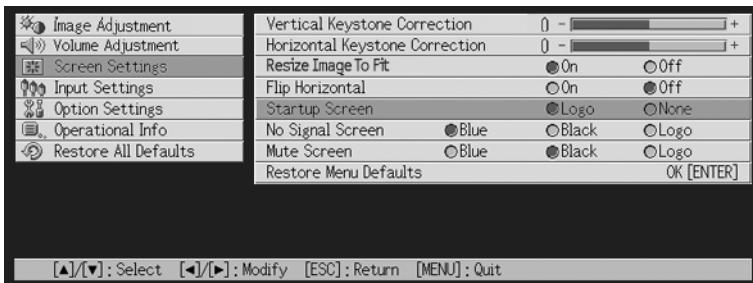 Image Adjustment
Volume Adjustment
Screen Settings
Input Settings
Option Settings
Operational Info
Restore All Defaults
Vertical Keystone Correction 0 - +
Horizontal Keystone Correction 0 - +
Resize Image To Fit On Off
Flip Horizontal On Off
Startup Screen Logo None
No Signal Screen Blue Black Logo
Mute Screen Blue Black Logo
Restore Menu Defaults OK [ENTER]
[▲]/[▼] : Select [◄]/[►] : Modify [ESC] : Return [MENU] : Quit